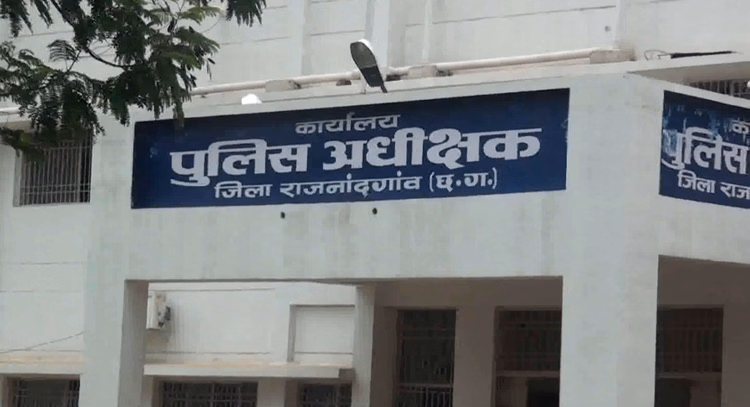 कार्यालय
पुलिस अधीक्षक
जिला राजनांदगांव (छ.ग.)
का
पुलिस
जिला राज